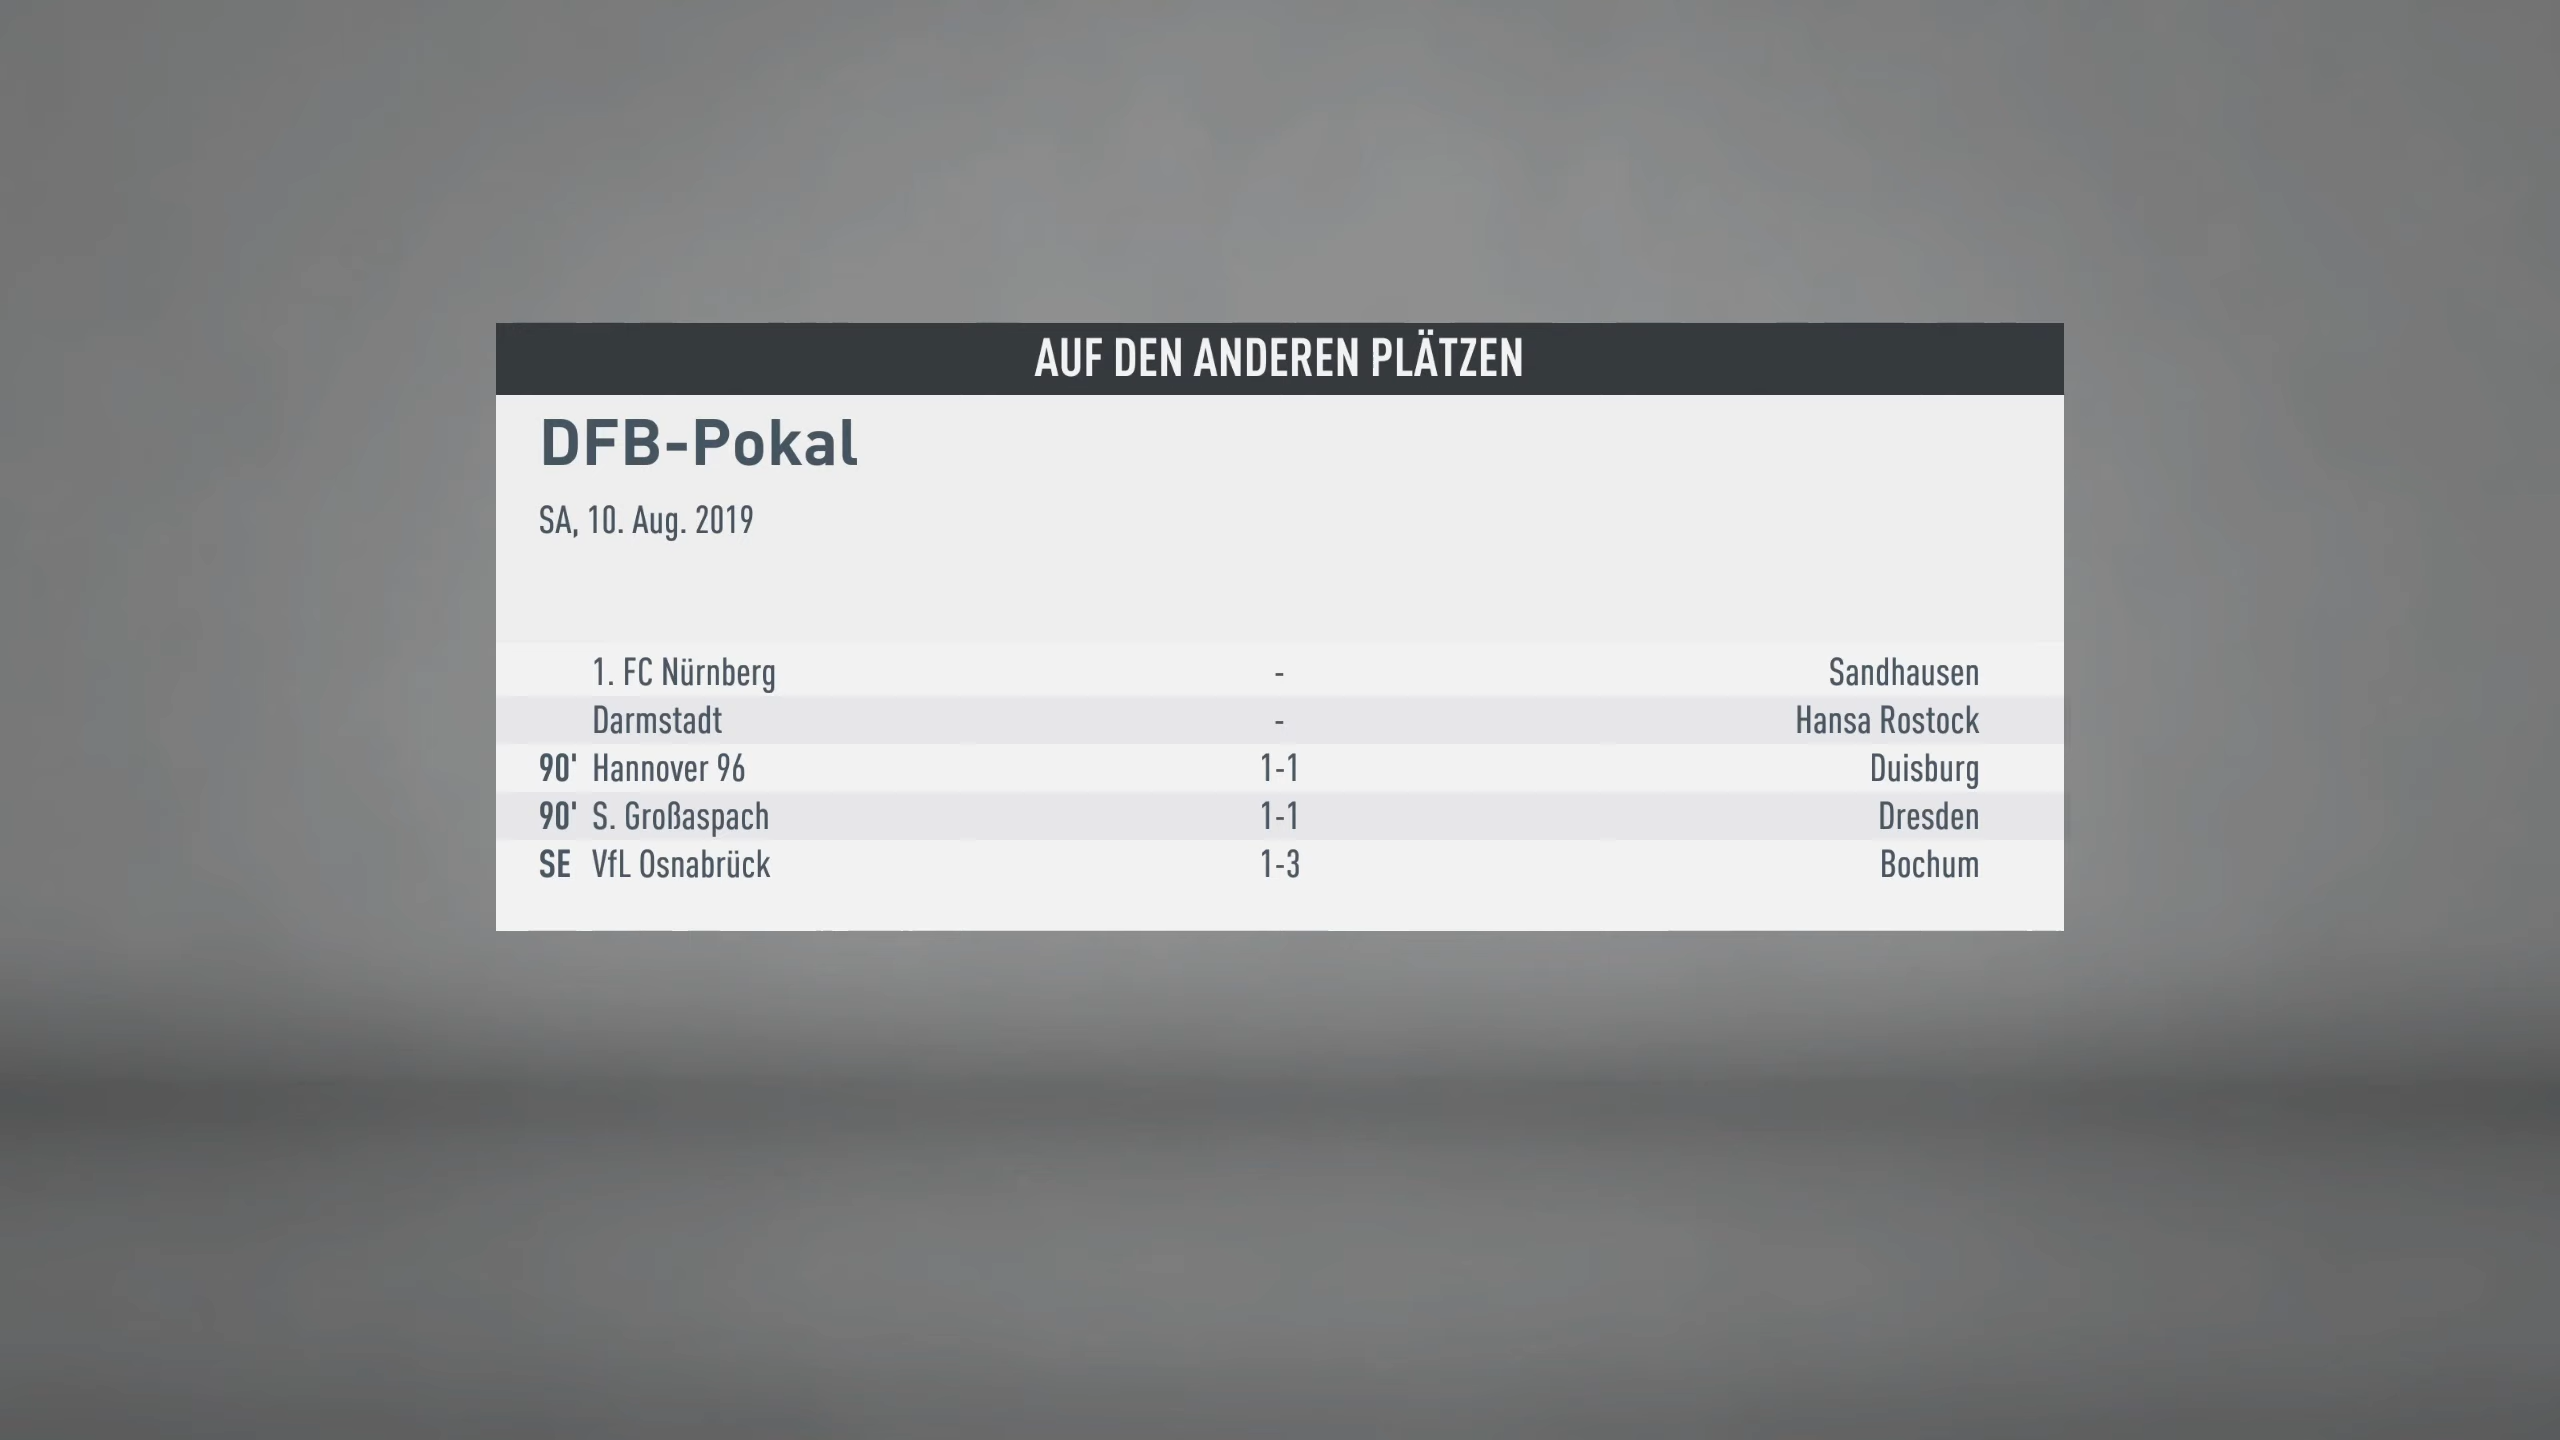 AUF DEN ANDEREN PLÄTZEN
DFB-Pokal
SA, 10. Aug. 2019
1. FC Nürnberg - Sandhausen
Darmstadt - Hansa Rostock
90' Hannover 96 1-1 Duisburg
90' S. Großaspach 1-1 Dresden
SE VfL Osnabrück 1-3 Bochum